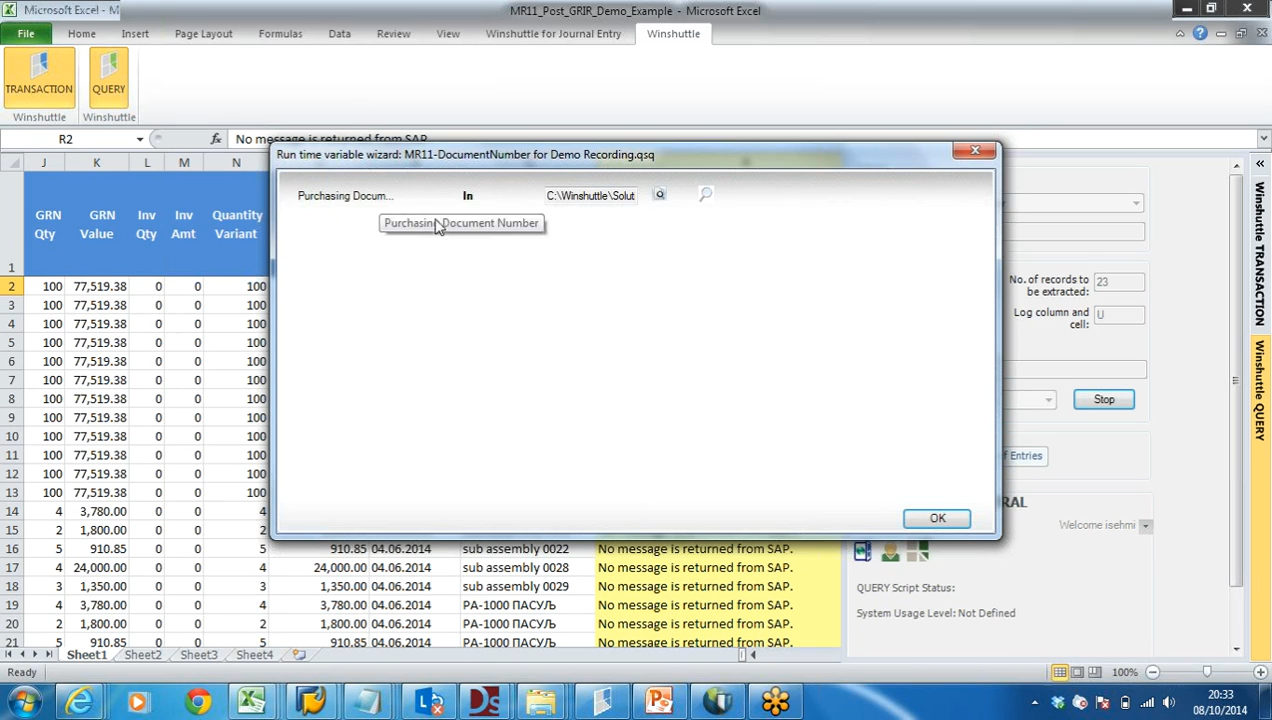 Microsoft Excel - M
MR11_Post_GRIR_Demo_Example - Microsoft Excel
File Home Insert Page Layout Formulas Data Review View Winshuttle for Journal Entry Winshuttle
TRANSACTION QUERY
Winshuttle Winshuttle
R2 fx No message is returned from SAP.
J K L M N
GRN Qty GRN Value Inv Qty Inv Amt Quantity Variant
1
2 100 77,519.38 0 0 100
3 100 77,519.38 0 0 100
4 100 77,519.38 0 0 100
5 100 77,519.38 0 0 100
6 100 77,519.38 0 0 100
7 100 77,519.38 0 0 100
8 100 77,519.38 0 0 100
9 100 77,519.38 0 0 100
10 100 77,519.38 0 0 100
11 100 77,519.38 0 0 100
12 100 77,519.38 0 0 100
13 100 77,519.38 0 0 100
14 4 3,780.00 0 0 4
15 2 1,800.00 0 0 2
16 5 910.85 0 0 5 910.85 04.06.2014 sub assembly 0022 No message is returned from SAP.
17 4 24,000.00 0 0 4 24,000.00 04.06.2014 sub assembly 0028 No message is returned from SAP.
18 3 1,350.00 0 0 3 1,350.00 04.06.2014 sub assembly 0029 No message is returned from SAP.
19 4 3,780.00 0 0 4 3,780.00 04.06.2014 PA-1000 ПАСУЉ No message is returned from SAP.
20 2 1,800.00 0 0 2 1,800.00 04.06.2014 PA-1000 ПАСУЉ No message is returned from SAP.
21 5 910.85 0 0 5 910.85 04.06.2014 PA-1000 ПАСУЉ No message is returned from SAP.
Run time variable wizard: MR11-DocumentNumber for Demo Recording.qsq
Purchasing Docum... In C:\Winshuttle\Solut
Purchasing Document Number
OK
No. of records to be extracted: 23
Log column and cell: U
Stop
of Entries
Welcome isehmi
QUERY Script Status:
System Usage Level: Not Defined
Winshuttle TRANSACTION
Winshuttle QUERY
Sheet1 Sheet2 Sheet3 Sheet4
Ready 100%
20:33
08/10/2014